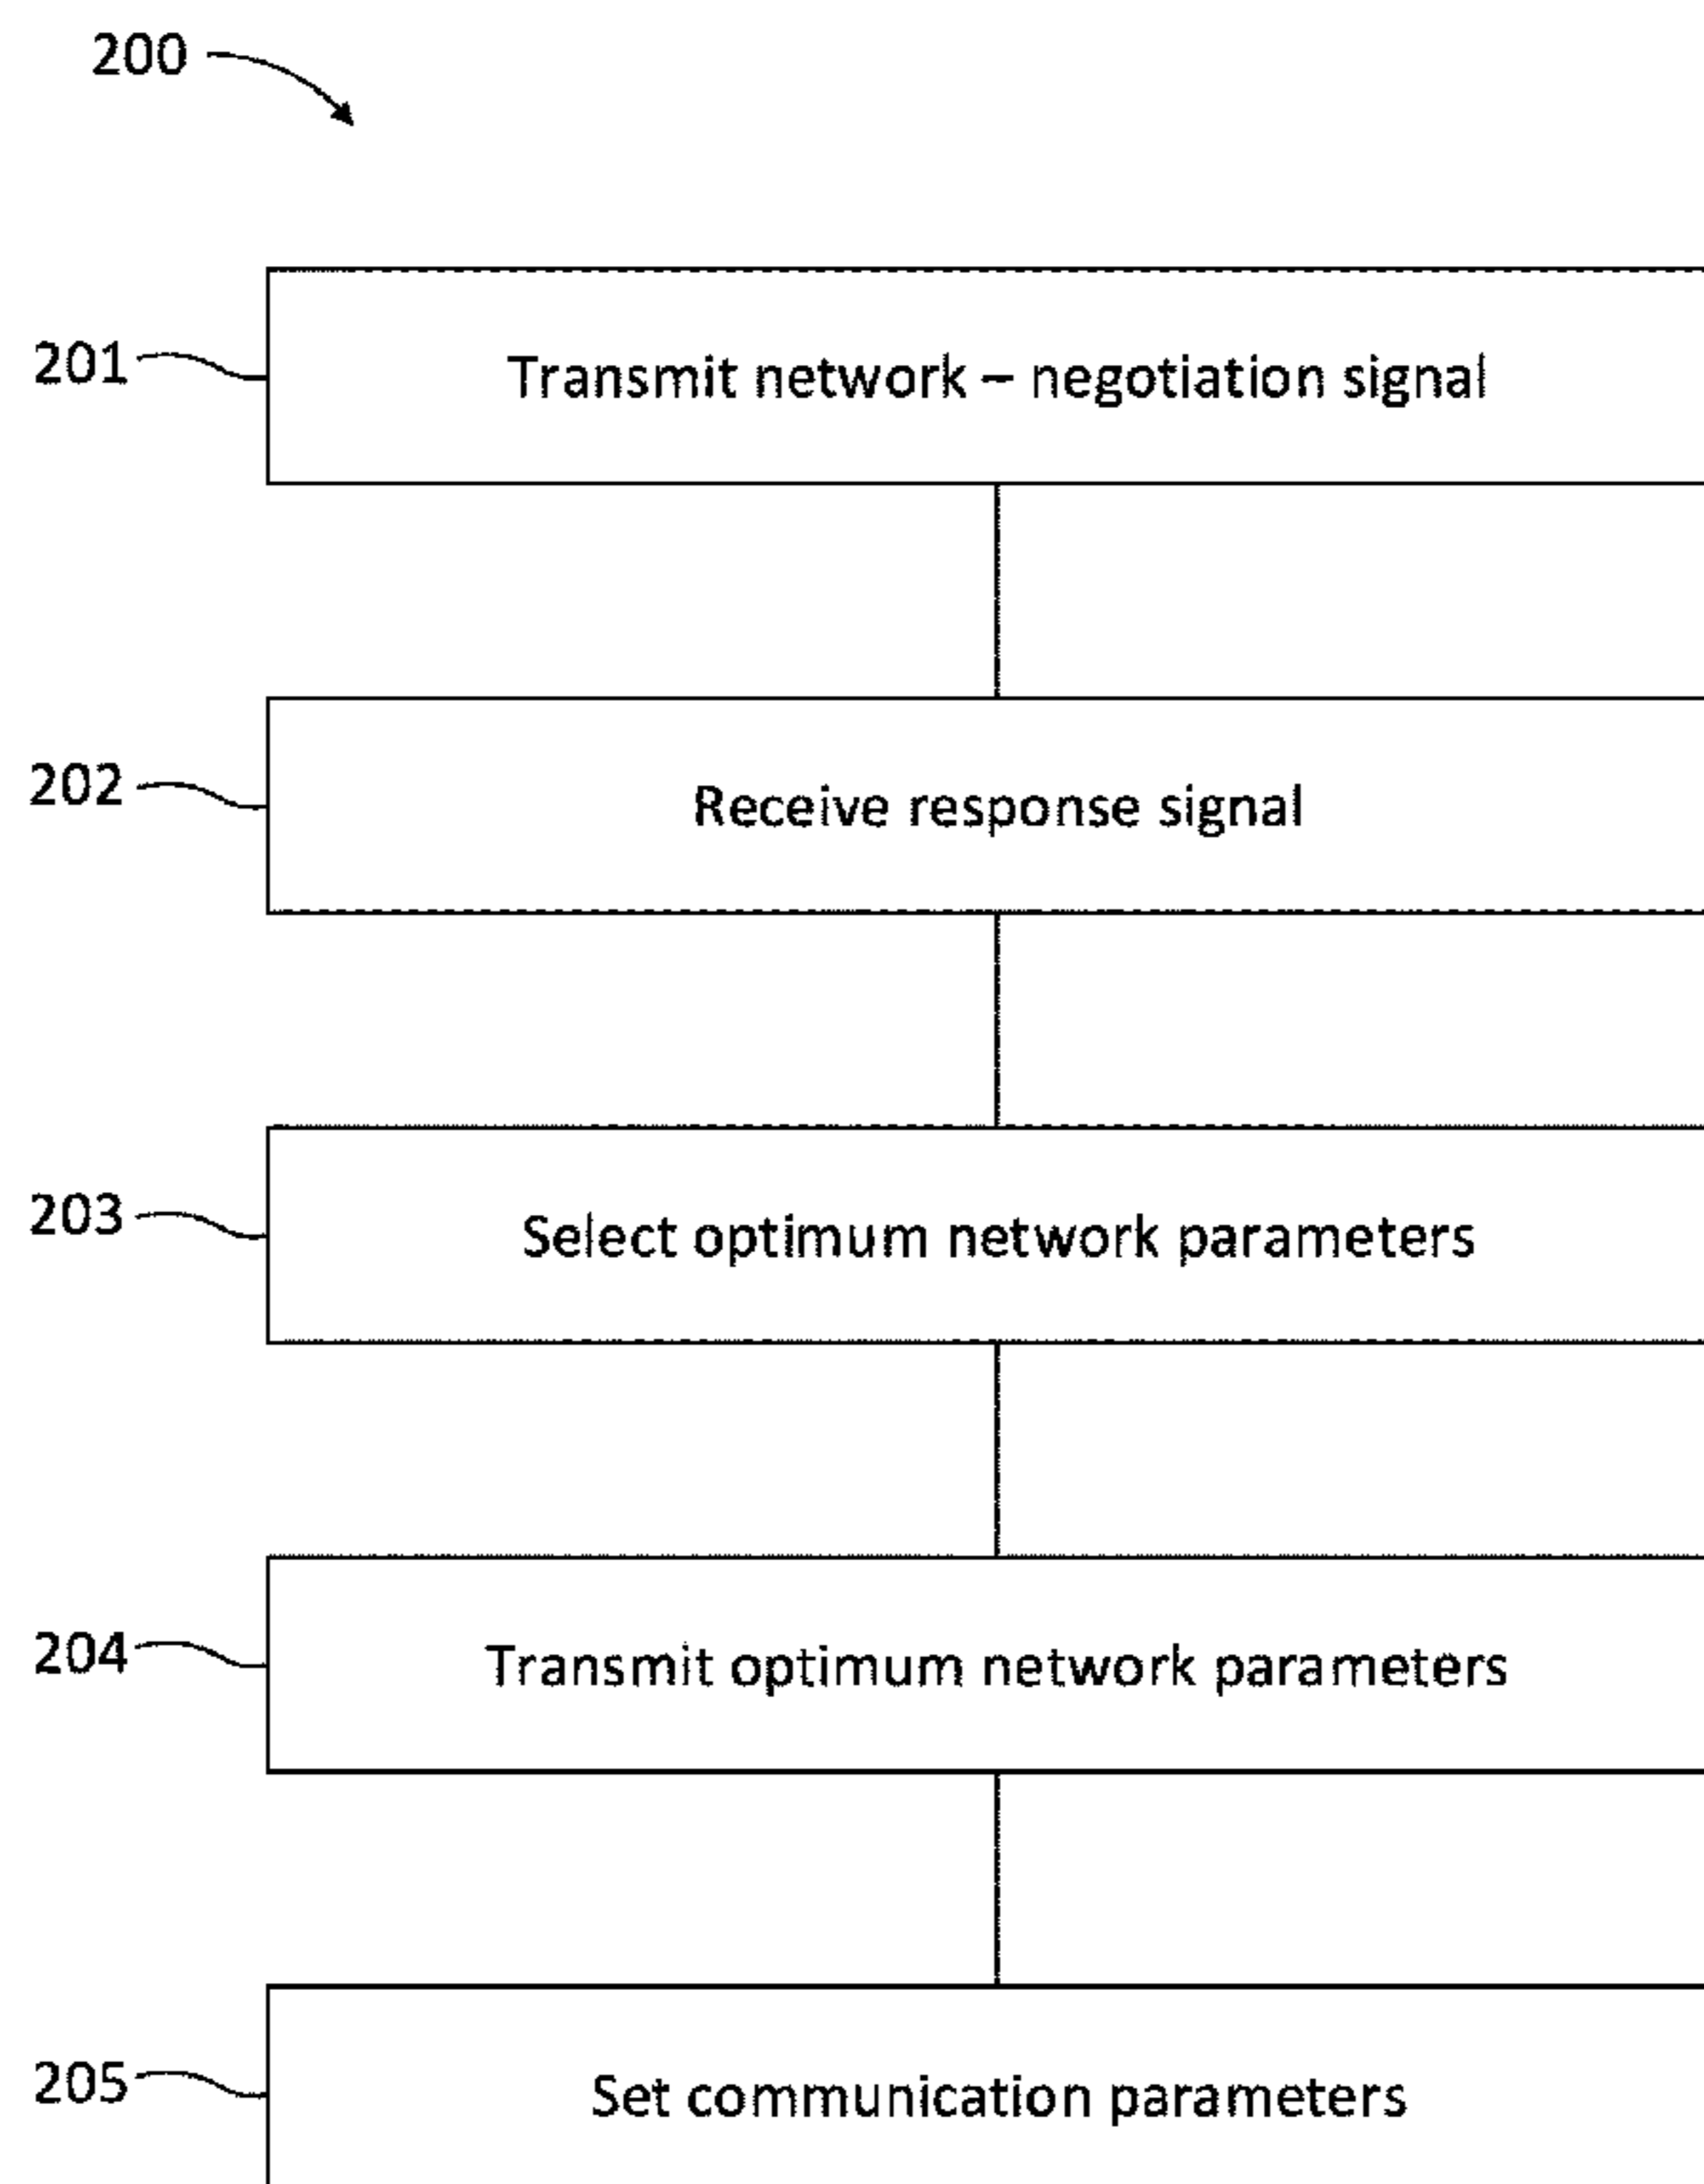 200
201
Transmit network – negotiation signal
202
Receive response signal
203
Select optimum network parameters
204
Transmit optimum network parameters
205
Set communication parameters